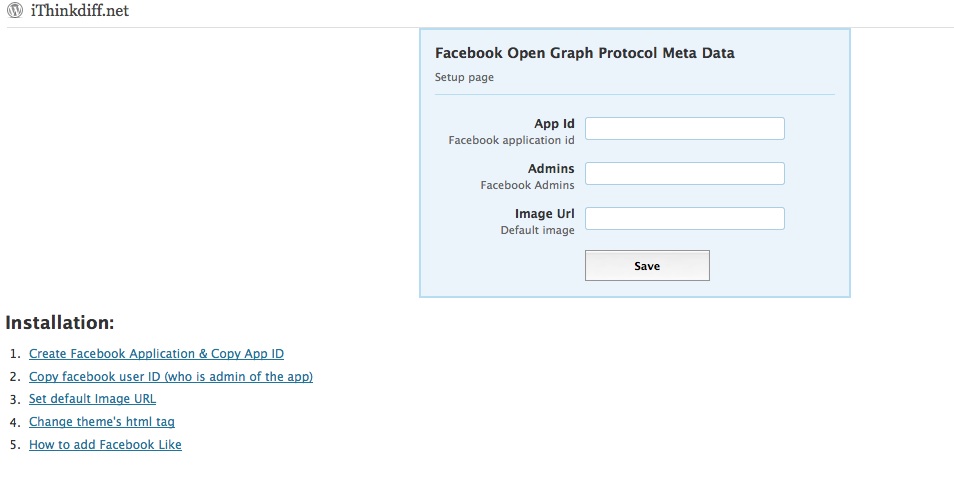 iThinkdiff.net
Facebook Open Graph Protocol Meta Data
Setup page
App Id
Facebook application id
Admins
Facebook Admins
Image Url
Default image
Save
Installation:
1. Create Facebook Application & Copy App ID
2. Copy facebook user ID (who is admin of the app)
3. Set default Image URL
4. Change theme's html tag
5. How to add Facebook Like